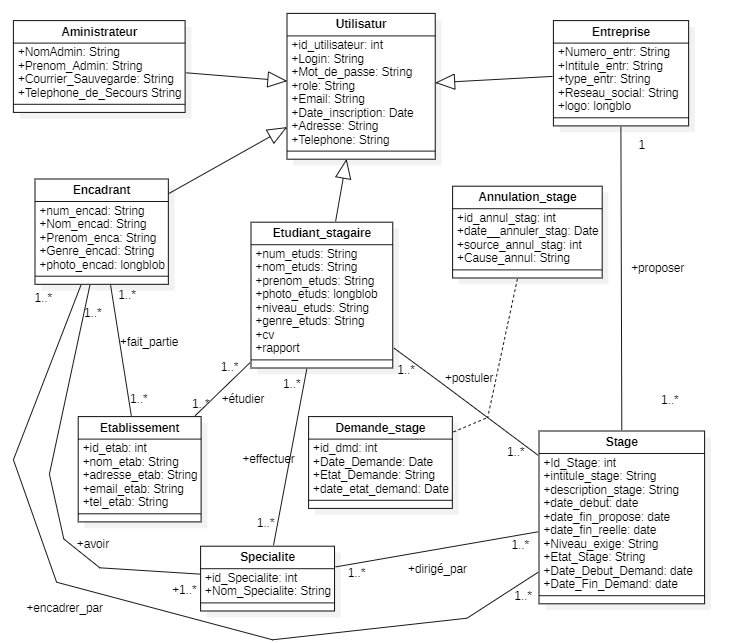 Aministrateur
+NomAdmin: String
+Prenom_Admin: String
+Courrier_Sauvegarde: String
+Telephone_de_Secours String
Utilisatur
+id_utilisateur: int
+Login: String
+Mot_de_passe: String
+role: String
+Email: String
+Date_inscription: Date
+Adresse: String
+Telephone: String
Entreprise
+Numero_entr: String
+Intitule_entr: String
+type_entr: String
+Reseau_social: String
+logo: longblo
1
Encadrant
+num_encad: String
+Nom_encad: String
+Prenom_enca: String
+Genre_encad: String
+photo_encad: longblob
1..*
1..*
1..*
Etudiant_stagaire
+num_etuds: String
+nom_etuds: String
+prenom_etuds: String
+photo_etuds: longblob
+niveau_etuds: String
+genre_etuds: String
+cv
+rapport
1..*
1..*
1..*
Annulation_stage
+id_annul_stag: int
+date__annuler_stag: Date
+source_annul_stag: int
+Cause_annul: String
+proposer
+fait_partie
+postuler
+étudier
1..*
1..*
1..*
Etablissement
+id_etab: int
+nom_etab: String
+adresse_etab: String
+email_etab: String
+tel_etab: String
+effectuer
Demande_stage
+id_dmd: int
+Date_Demande: Date
+Etat_Demande: String
+date_etat_demand: Date
1..*
Stage
+Id_Stage: int
+intitule_stage: String
+description_stage: String
+date_debut: date
+date_fin_propose: date
+date_fin_reelle: date
+Niveau_exige: String
+Etat_Stage: String
+Date_Debut_Demand: date
+Date_Fin_Demand: date
1..*
+avoir
1..*
Specialite
+id_Specialite: int
+Nom_Specialite: String
+1..*
1..*
+dirigé_par
1..*
+encadrer_par